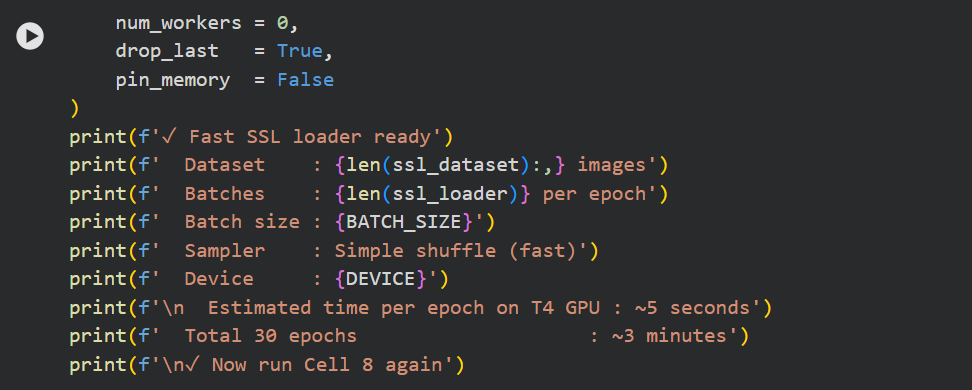 num_workers = 0,
drop_last   = True,
pin_memory  = False
)
print(f'✓ Fast SSL loader ready')
print(f'  Dataset    : {len(ssl_dataset):,} images')
print(f'  Batches    : {len(ssl_loader)} per epoch')
print(f'  Batch size : {BATCH_SIZE}')
print(f'  Sampler    : Simple shuffle (fast)')
print(f'  Device     : {DEVICE}')
print(f'\n  Estimated time per epoch on T4 GPU : ~5 seconds')
print(f'  Total 30 epochs                    : ~3 minutes')
print(f'\n✓ Now run Cell 8 again')